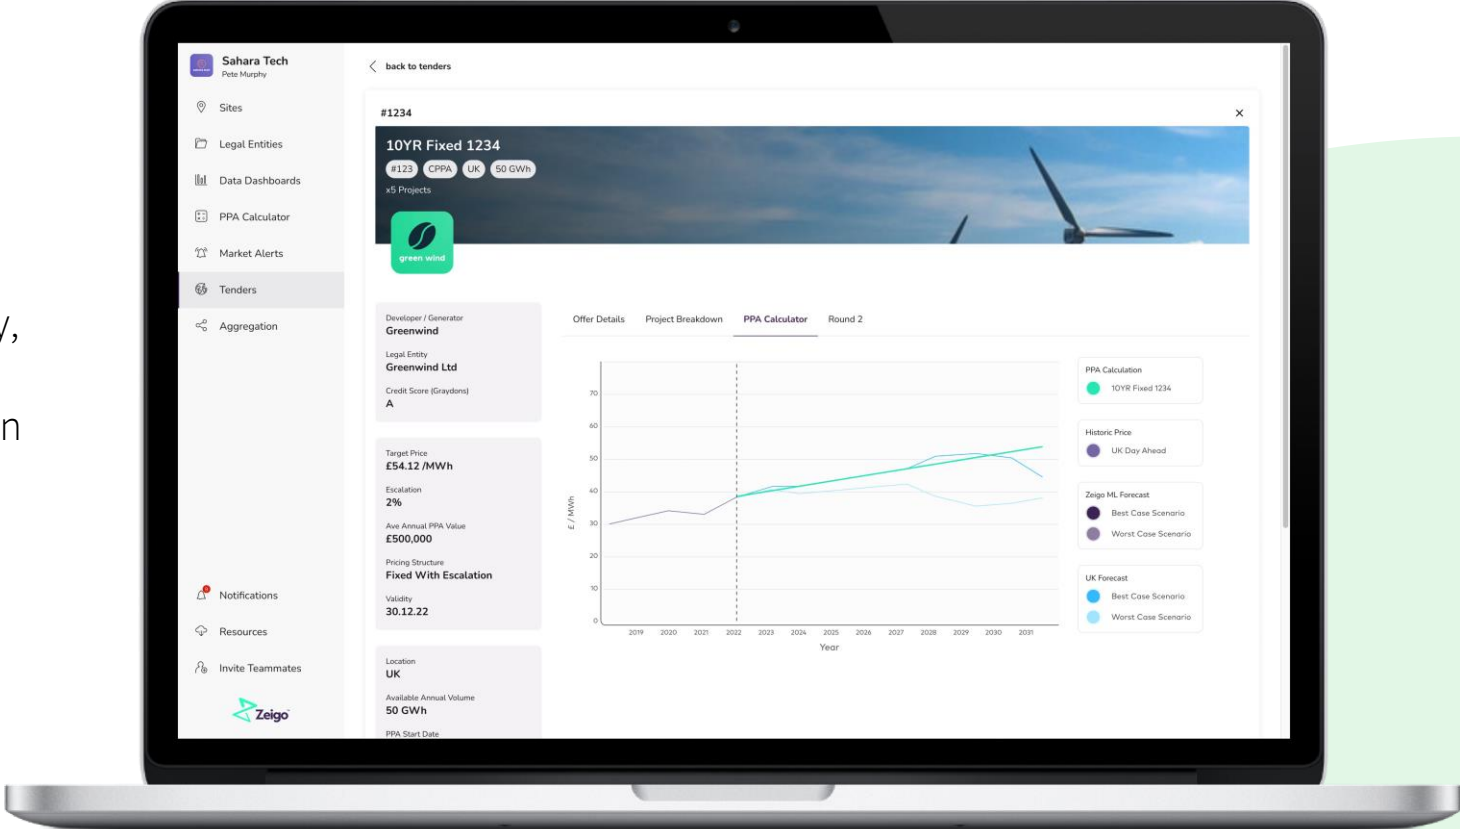 y,
n
Sahara Tech
Pete Murphy
Sites
Legal Entities
Data Dashboards
PPA Calculator
Market Alerts
Tenders
Aggregation
Notifications
Resources
Invite Teammates
Zeigo
back to tenders
#1234
10YR Fixed 1234
#123 CPPA UK 50 GWh
x5 Projects
green wind
Developer / Generator
Greenwind
Legal Entity
Greenwind Ltd
Credit Score (Graydons)
A
Target Price
£54.12 /MWh
Escalation
2%
Ave Annual PPA Value
£500,000
Pricing Structure
Fixed With Escalation
Validity
30.12.22
Location
UK
Available Annual Volume
50 GWh
PPA Start Date
Offer Details Project Breakdown PPA Calculator Round 2
£ / MWh
70
60
50
40
30
20
10
0
2019 2020 2021 2022 2023 2024 2025 2026 2027 2028 2029 2030 2031
Year
PPA Calculation
10YR Fixed 1234
Historic Price
UK Day Ahead
Zeigo ML Forecast
Best Case Scenario
Worst Case Scenario
UK Forecast
Best Case Scenario
Worst Case Scenario